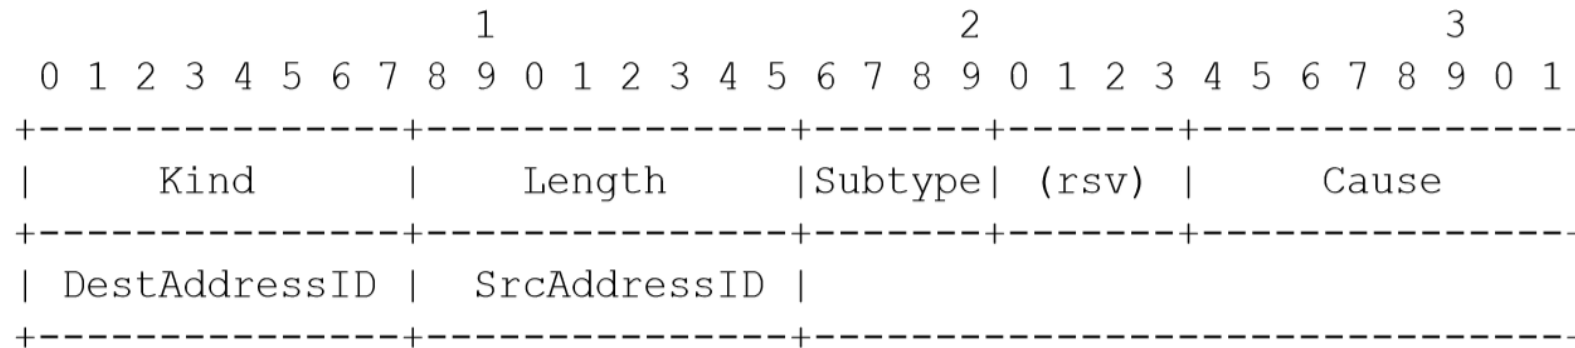 1                   2                   3
 0 1 2 3 4 5 6 7 8 9 0 1 2 3 4 5 6 7 8 9 0 1 2 3 4 5 6 7 8 9 0 1
+---------------+---------------+-------+-------+---------------
|     Kind      |    Length     |Subtype| (rsv) |     Cause
+---------------+---------------+-------+-------+---------------
| DestAddressID |  SrcAddressID |
+---------------+---------------+-------------------------------